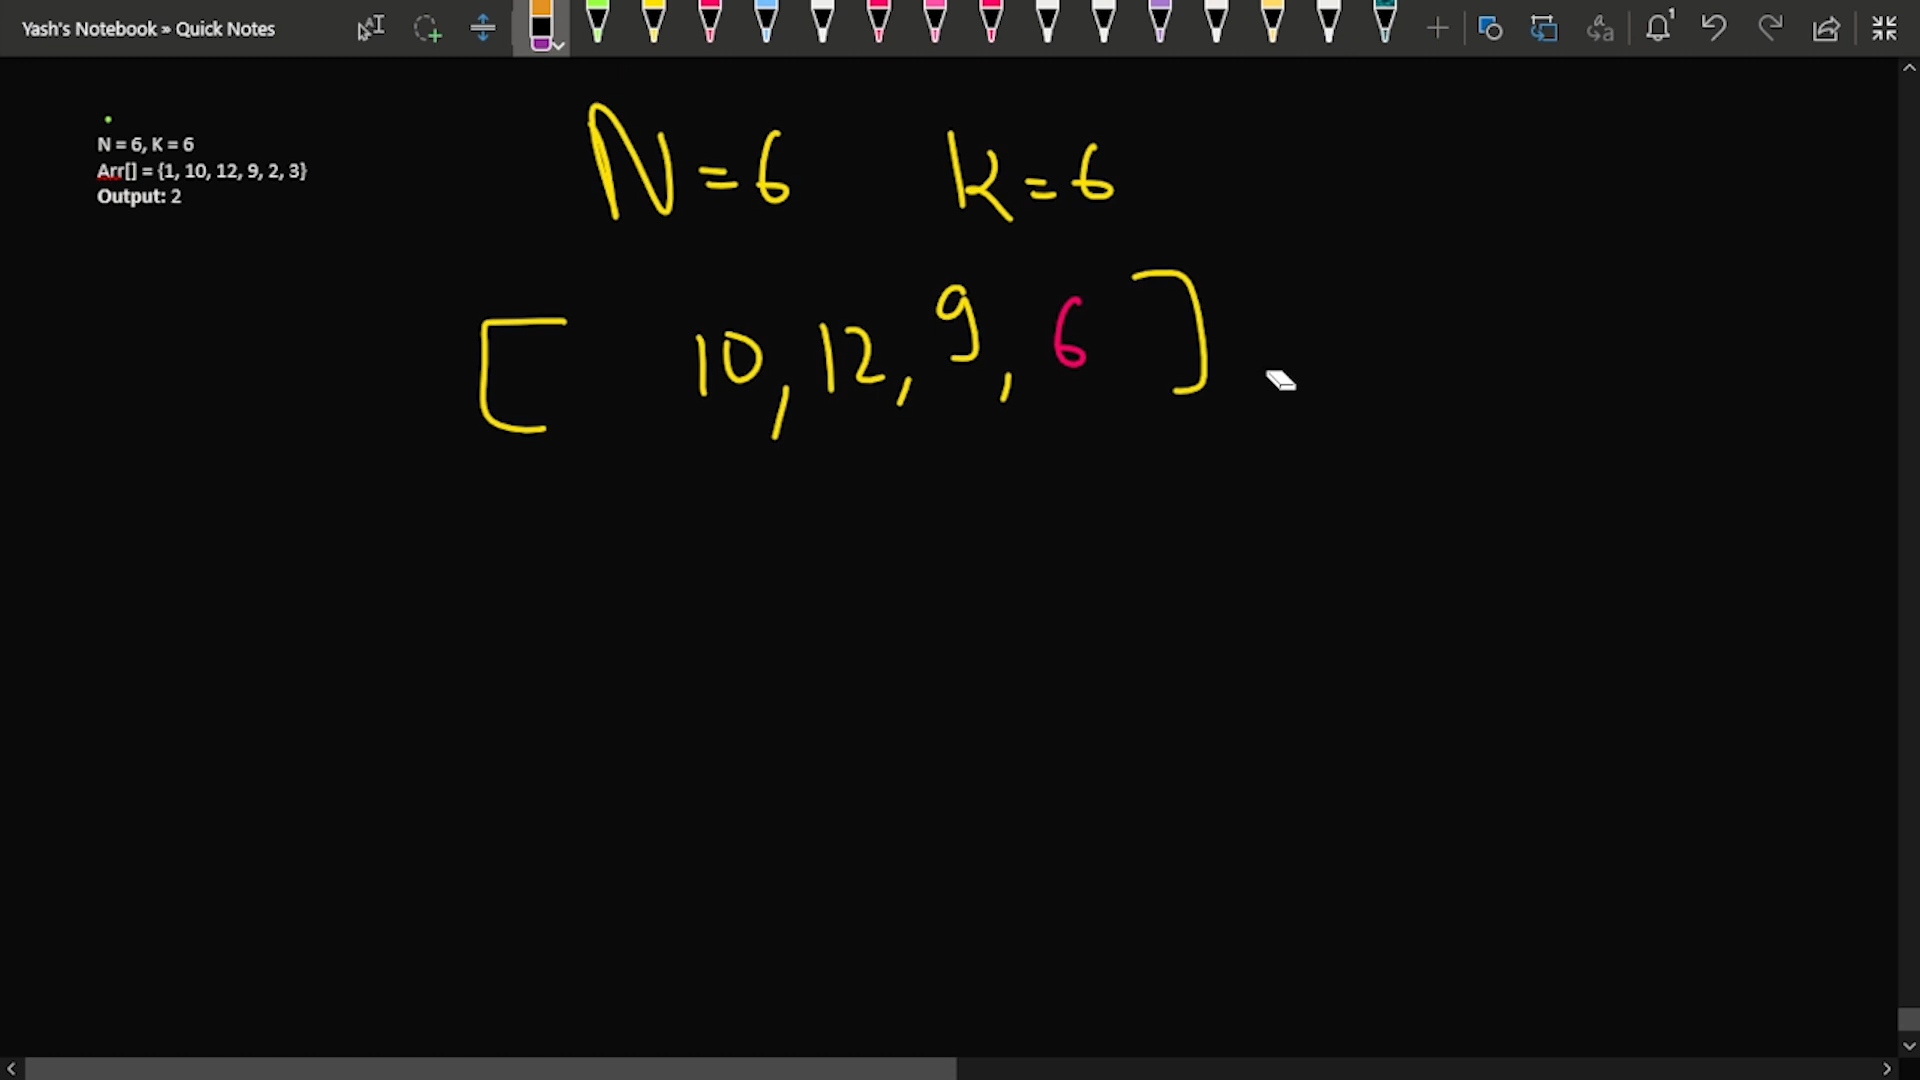 Yash's Notebook » Quick Notes
N = 6, K = 6
Arr[] = {1, 10, 12, 9, 2, 3}
Output: 2
N = 6 K = 6
[ 10, 12, 9, 6 ]